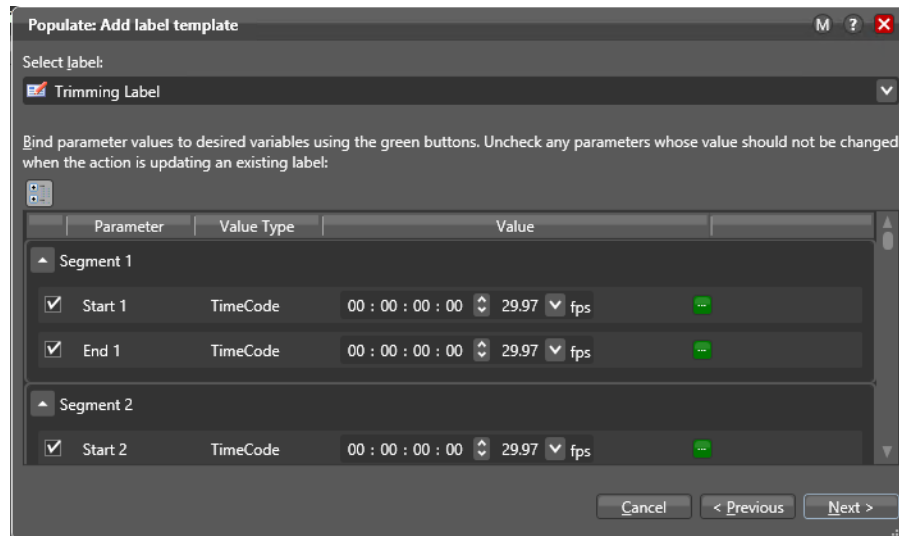 Populate: Add label template M ? X
Select label:
Trimming Label
Bind parameter values to desired variables using the green buttons. Uncheck any parameters whose value should not be changed
when the action is updating an existing label:
Parameter Value Type Value
Segment 1
Start 1 TimeCode 00 : 00 : 00 : 00 29.97 fps ...
End 1 TimeCode 00 : 00 : 00 : 00 29.97 fps ...
Segment 2
Start 2 TimeCode 00 : 00 : 00 : 00 29.97 fps ...
Cancel < Previous Next >